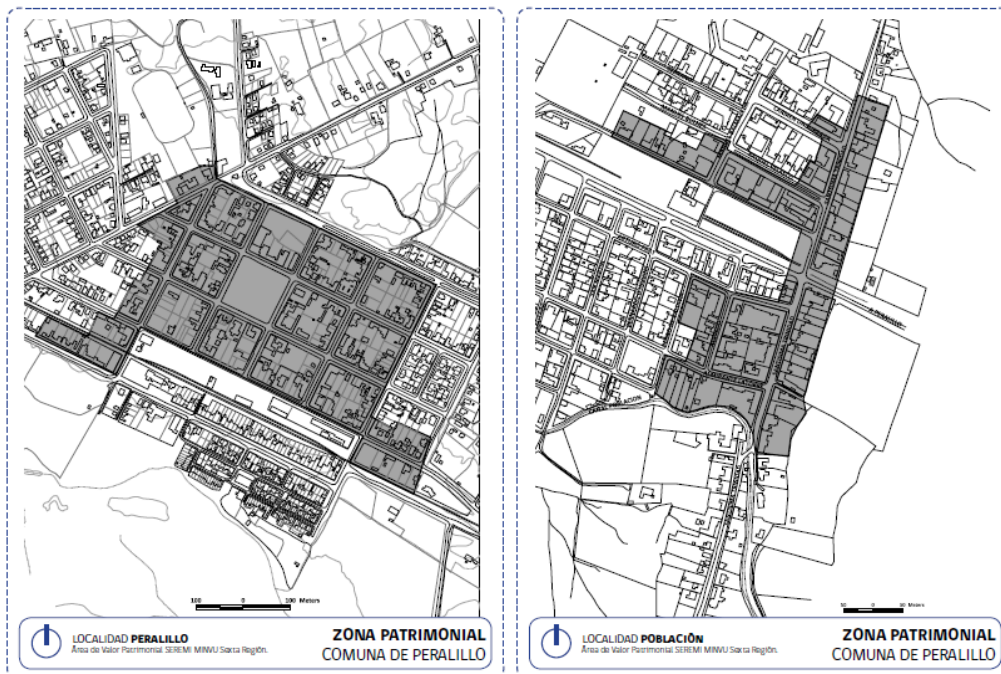 100 0 100 Meters
LOCALIDAD PERALILLO
Área de Valor Patrimonial SEREMI MINVU Sexta Región.
ZONA PATRIMONIAL
COMUNA DE PERALILLO
50 0 50 Meters
LOCALIDAD POBLACIÓN
Área de Valor Patrimonial SEREMI MINVU Sexta Región.
ZONA PATRIMONIAL
COMUNA DE PERALILLO